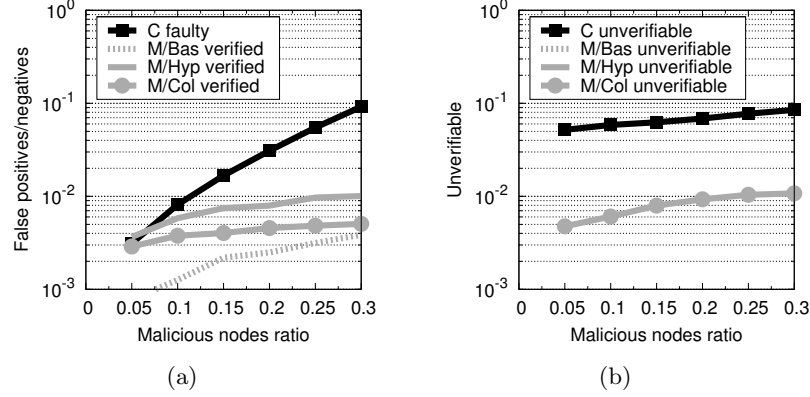 False positives/negatives
10^0
10^-1
10^-2
10^-3
C faulty
M/Bas verified
M/Hyp verified
M/Col verified
0 0.05 0.1 0.15 0.2 0.25 0.3
Malicious nodes ratio
(a)
Unverifiable
10^0
10^-1
10^-2
10^-3
C unverifiable
M/Bas unverifiable
M/Hyp unverifiable
M/Col unverifiable
0 0.05 0.1 0.15 0.2 0.25 0.3
Malicious nodes ratio
(b)